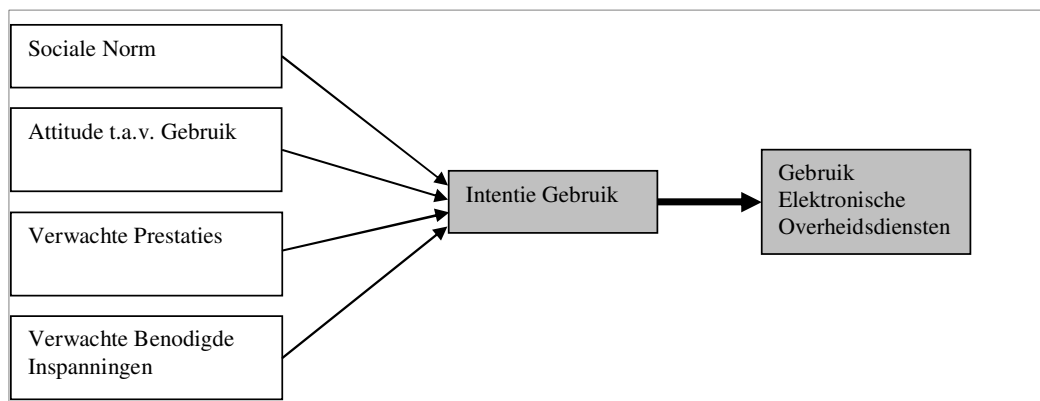 Sociale Norm
Attitude t.a.v. Gebruik
Verwachte Prestaties
Verwachte Benodigde
Inspanningen
Intentie Gebruik
Gebruik
Elektronische
Overheidsdiensten